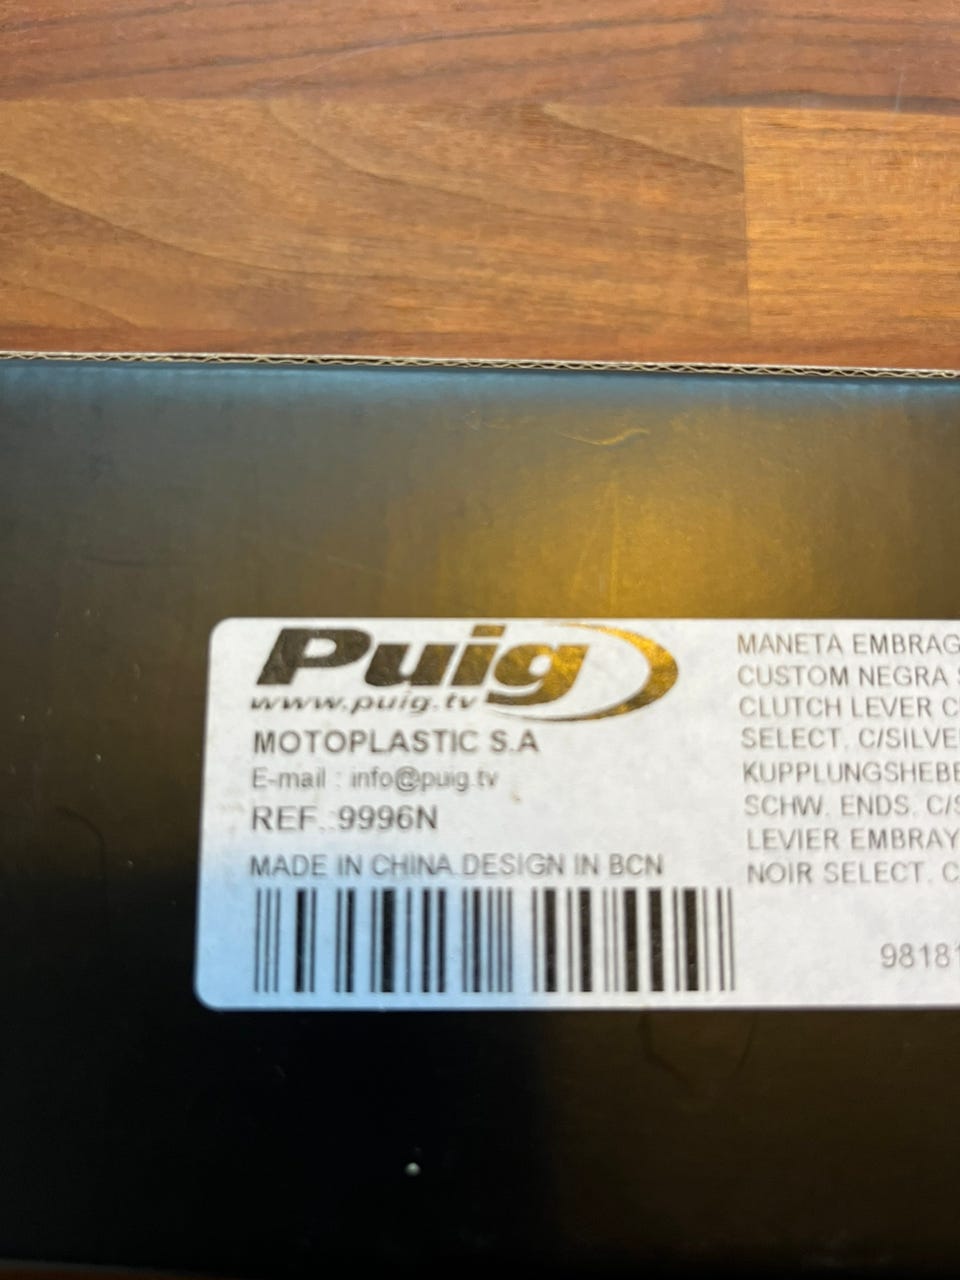 Puig
www.puig.tv
MOTOPLASTIC S.A
E-mail : info@puig.tv
REF.:9996N
MADE IN CHINA.DESIGN IN BCN
MANETA EMBRAG
CUSTOM NEGRA S
CLUTCH LEVER C
SELECT. C/SILVE
KUPPLUNGSHEBE
SCHW. ENDS. C/S
LEVIER EMBRAY
NOIR SELECT. C
98181